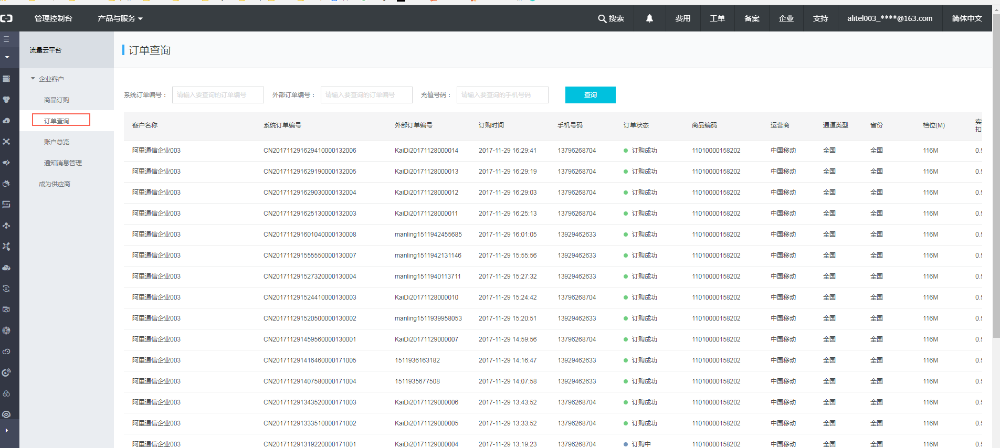 管理控制台 产品与服务 搜索 费用 工单 备案 企业 支持 alitel003_****@163.com 简体中文
流量云平台
订单查询
企业客户
商品订购
订单查询
账户总览
通知消息管理
成为供应商
系统订单编号： 请输入要查询的订单编号 外部订单编号： 请输入要查询的订单编号 充值号码： 请输入要查询的手机号码 查询
客户名称 系统订单编号 外部订单编号 订购时间 手机号码 订单状态 商品编码 运营商 通道类型 省份 档位(M) 实
扣
阿里通信企业003 CN201711291629410000132006 KaiDi20171128000014 2017-11-29 16:29:41 13796268704 订购成功 11010000158202 中国移动 全国 全国 116M 0.5
阿里通信企业003 CN201711291629190000132005 KaiDi20171128000013 2017-11-29 16:29:19 13796268704 订购成功 11010000158202 中国移动 全国 全国 116M 0.5
阿里通信企业003 CN201711291629030000132004 KaiDi20171128000012 2017-11-29 16:29:03 13796268704 订购成功 11010000158202 中国移动 全国 全国 116M 0.5
阿里通信企业003 CN201711291625130000132003 KaiDi20171128000011 2017-11-29 16:25:13 13796268704 订购成功 11010000158202 中国移动 全国 全国 116M 0.5
阿里通信企业003 CN201711291601040000130008 manling1511942455685 2017-11-29 16:01:05 13929462633 订购成功 11010000158202 中国移动 全国 全国 116M 0.5
阿里通信企业003 CN201711291555550000130007 manling1511942131146 2017-11-29 15:55:56 13929462633 订购成功 11010000158202 中国移动 全国 全国 116M 0.5
阿里通信企业003 CN201711291527320000130004 manling1511940113711 2017-11-29 15:27:32 13929462633 订购成功 11010000158202 中国移动 全国 全国 116M 0.5
阿里通信企业003 CN201711291524410000130003 KaiDi20171128000010 2017-11-29 15:24:42 13796268704 订购成功 11010000158202 中国移动 全国 全国 116M 0.5
阿里通信企业003 CN201711291520500000130002 manling1511939958053 2017-11-29 15:20:51 13929462633 订购成功 11010000158202 中国移动 全国 全国 116M 0.5
阿里通信企业003 CN201711291459560000130001 KaiDi20171129000007 2017-11-29 14:59:56 13796268704 订购成功 11010000158202 中国移动 全国 全国 116M 0.5
阿里通信企业003 CN201711291416460000171005 1511936163182 2017-11-29 14:16:47 13929462633 订购成功 11010000158202 中国移动 全国 全国 116M 0.5
阿里通信企业003 CN201711291407580000171004 1511935677508 2017-11-29 14:07:58 13929462633 订购成功 11010000158202 中国移动 全国 全国 116M 0.5
阿里通信企业003 CN201711291343520000171003 KaiDi20171129000006 2017-11-29 13:43:52 13796268704 订购成功 11010000158202 中国移动 全国 全国 116M 0.5
阿里通信企业003 CN201711291333510000171002 KaiDi20171129000005 2017-11-29 13:33:52 13796268704 订购成功 11010000158202 中国移动 全国 全国 116M 0.5
阿里通信企业003 CN201711291319220000171001 KaiDi20171129000004 2017-11-29 13:19:23 13796268704 订购中 11010000158202 中国移动 全国 全国 116M 0.5